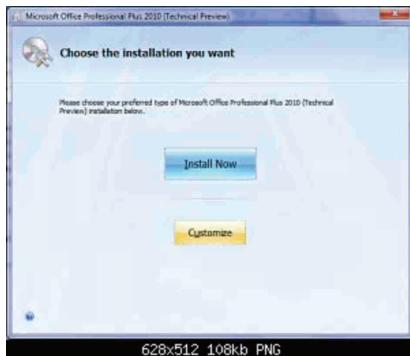 Microsoft Office Professional Plus 2010 (Technical Preview)
Choose the installation you want
Please choose your preferred type of Microsoft Office Professional Plus 2010 (Technical
Preview) installation below.
Install Now
Customize
628x512 108kb PNG